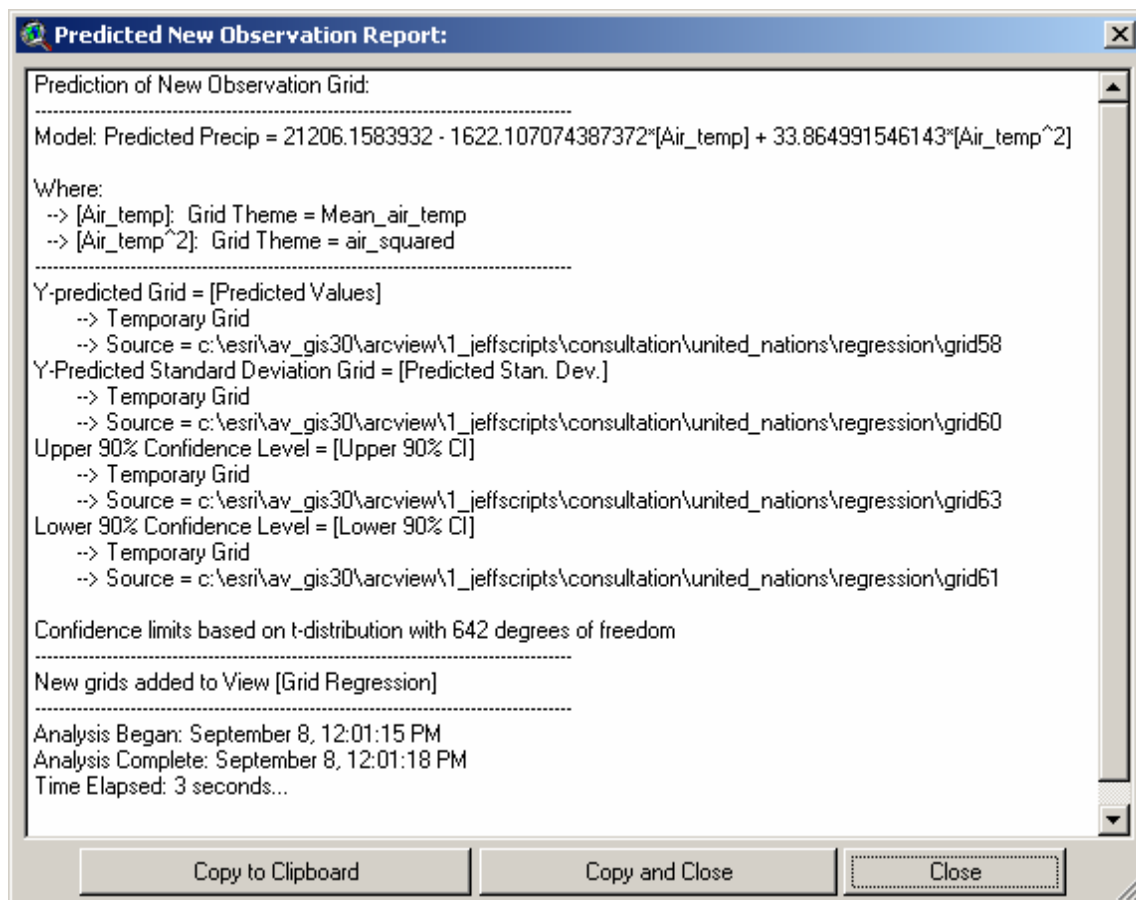 Predicted New Observation Report:
Prediction of New Observation Grid:
-----------------------------------------------------------------------------------------
Model: Predicted Precip = 21206.1583932 - 1622.107074387372*[Air_temp] + 33.864991546143*[Air_temp^2]
Where:
--> [Air_temp]: Grid Theme = Mean_air_temp
--> [Air_temp^2]: Grid Theme = air_squared
-----------------------------------------------------------------------------------------
Y-predicted Grid = [Predicted Values]
--> Temporary Grid
--> Source = c:\esri\av_gis30\arcview\1_jeffscripts\consultation\united_nations\regression\grid58
Y-Predicted Standard Deviation Grid = [Predicted Stan. Dev.]
--> Temporary Grid
--> Source = c:\esri\av_gis30\arcview\1_jeffscripts\consultation\united_nations\regression\grid60
Upper 90% Confidence Level = [Upper 90% CI]
--> Temporary Grid
--> Source = c:\esri\av_gis30\arcview\1_jeffscripts\consultation\united_nations\regression\grid63
Lower 90% Confidence Level = [Lower 90% CI]
--> Temporary Grid
--> Source = c:\esri\av_gis30\arcview\1_jeffscripts\consultation\united_nations\regression\grid61
Confidence limits based on t-distribution with 642 degrees of freedom
-----------------------------------------------------------------------------------------
New grids added to View [Grid Regression]
-----------------------------------------------------------------------------------------
Analysis Began: September 8, 12:01:15 PM
Analysis Complete: September 8, 12:01:18 PM
Time Elapsed: 3 seconds...
Copy to Clipboard
Copy and Close
Close